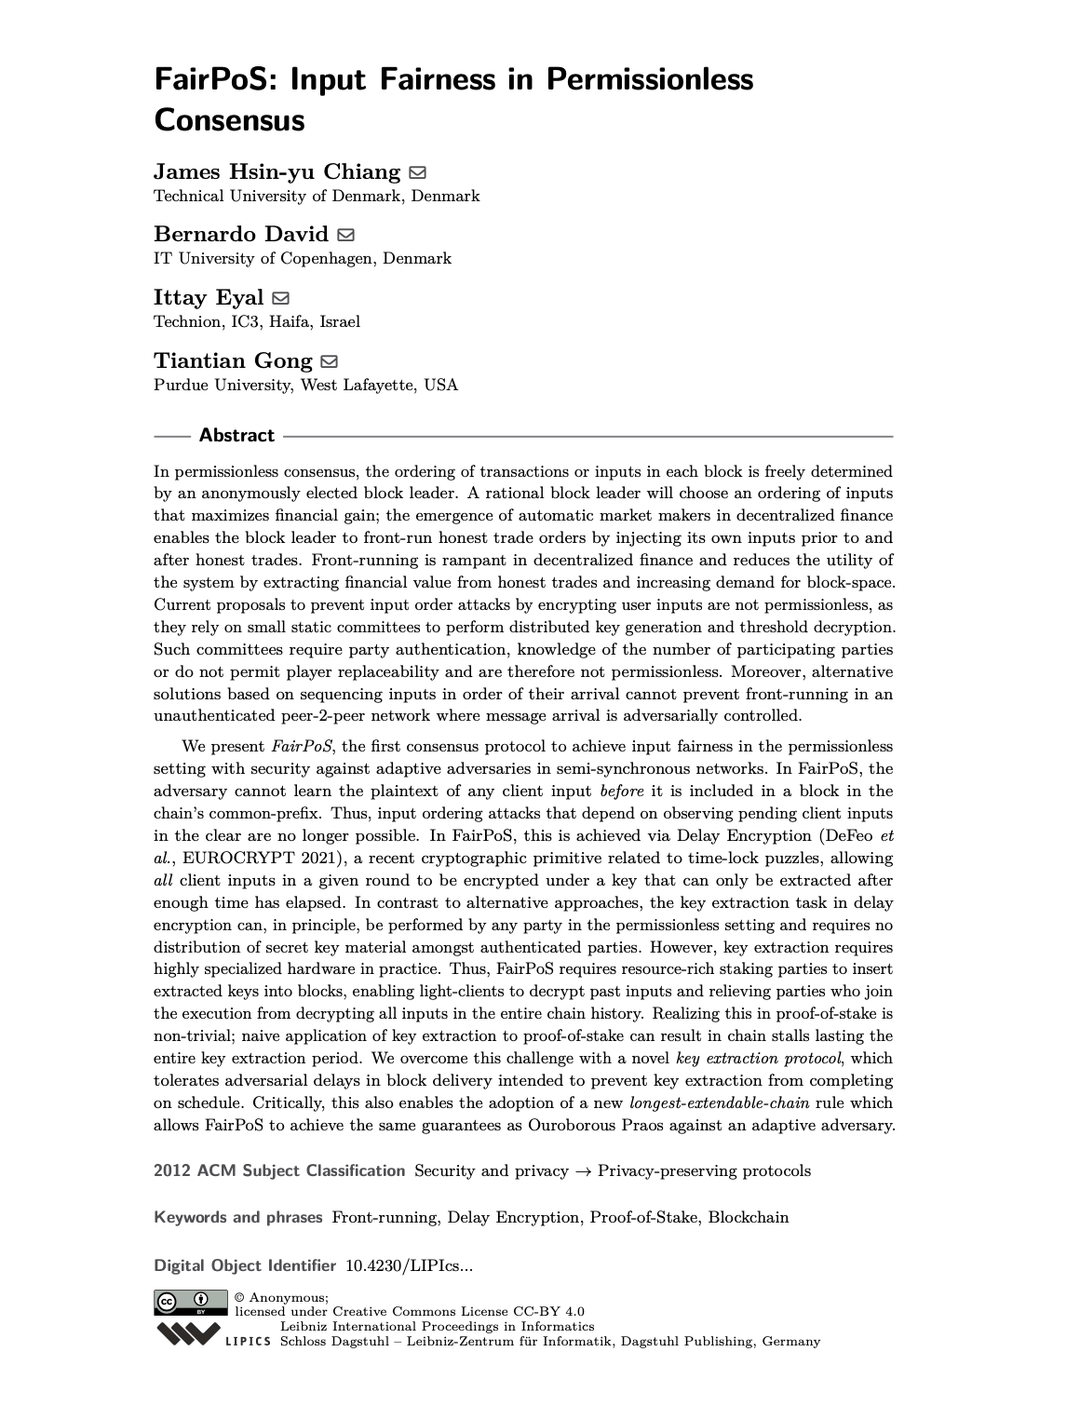 FairPoS: Input Fairness in Permissionless
Consensus
James Hsin-yu Chiang
Technical University of Denmark, Denmark
Bernardo David
IT University of Copenhagen, Denmark
Ittay Eyal
Technion, IC3, Haifa, Israel
Tiantian Gong
Purdue University, West Lafayette, USA
Abstract
In permissionless consensus, the ordering of transactions or inputs in each block is freely determined
by an anonymously elected block leader. A rational block leader will choose an ordering of inputs
that maximizes financial gain; the emergence of automatic market makers in decentralized finance
enables the block leader to front-run honest trade orders by injecting its own inputs prior to and
after honest trades. Front-running is rampant in decentralized finance and reduces the utility of
the system by extracting financial value from honest trades and increasing demand for block-space.
Current proposals to prevent input order attacks by encrypting user inputs are not permissionless, as
they rely on small static committees to perform distributed key generation and threshold decryption.
Such committees require party authentication, knowledge of the number of participating parties
or do not permit player replaceability and are therefore not permissionless. Moreover, alternative
solutions based on sequencing inputs in order of their arrival cannot prevent front-running in an
unauthenticated peer-2-peer network where message arrival is adversarially controlled.
We present FairPoS, the first consensus protocol to achieve input fairness in the permissionless
setting with security against adaptive adversaries in semi-synchronous networks. In FairPoS, the
adversary cannot learn the plaintext of any client input before it is included in a block in the
chain's common-prefix. Thus, input ordering attacks that depend on observing pending client inputs
in the clear are no longer possible. In FairPoS, this is achieved via Delay Encryption (DeFeo et
al., EUROCRYPT 2021), a recent cryptographic primitive related to time-lock puzzles, allowing
all client inputs in a given round to be encrypted under a key that can only be extracted after
enough time has elapsed. In contrast to alternative approaches, the key extraction task in delay
encryption can, in principle, be performed by any party in the permissionless setting and requires no
distribution of secret key material amongst authenticated parties. However, key extraction requires
highly specialized hardware in practice. Thus, FairPoS requires resource-rich staking parties to insert
extracted keys into blocks, enabling light-clients to decrypt past inputs and relieving parties who join
the execution from decrypting all inputs in the entire chain history. Realizing this in proof-of-stake is
non-trivial; naive application of key extraction to proof-of-stake can result in chain stalls lasting the
entire key extraction period. We overcome this challenge with a novel key extraction protocol, which
tolerates adversarial delays in block delivery intended to prevent key extraction from completing
on schedule. Critically, this also enables the adoption of a new longest-extendable-chain rule which
allows FairPoS to achieve the same guarantees as Ouroborous Praos against an adaptive adversary.
2012 ACM Subject Classification Security and privacy → Privacy-preserving protocols
Keywords and phrases Front-running, Delay Encryption, Proof-of-Stake, Blockchain
Digital Object Identifier 10.4230/LIPIcs...
cc BY © Anonymous;
licensed under Creative Commons License CC-BY 4.0
Leibniz International Proceedings in Informatics
LIPICS Schloss Dagstuhl – Leibniz-Zentrum für Informatik, Dagstuhl Publishing, Germany